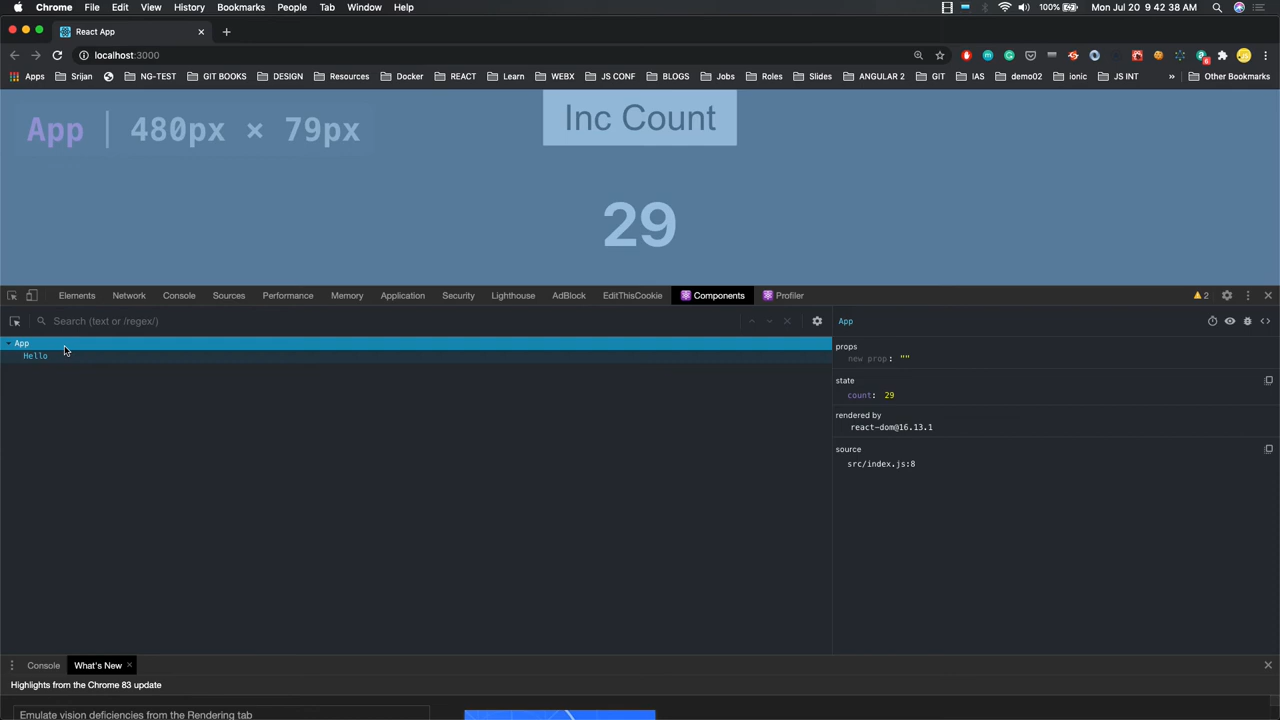 Chrome File Edit View History Bookmarks People Tab Window Help 100% Mon Jul 20 9:42:38 AM
React App
localhost:3000
Apps Srijan NG-TEST GIT BOOKS DESIGN Resources Docker REACT Learn WEBX JS CONF BLOGS Jobs Roles Slides ANGULAR 2 GIT IAS demo02 ionic JS INT » Other Bookmarks
App | 480px × 79px
Inc Count
29
Elements Network Console Sources Performance Memory Application Security Lighthouse AdBlock EditThisCookie Components Profiler 2
Search (text or /regex/)
App
Hello
App
props
new prop: ""
state
count: 29
rendered by
react-dom@16.13.1
source
src/index.js:8
Console What's New
Highlights from the Chrome 83 update
Emulate vision deficiencies from the Rendering tab